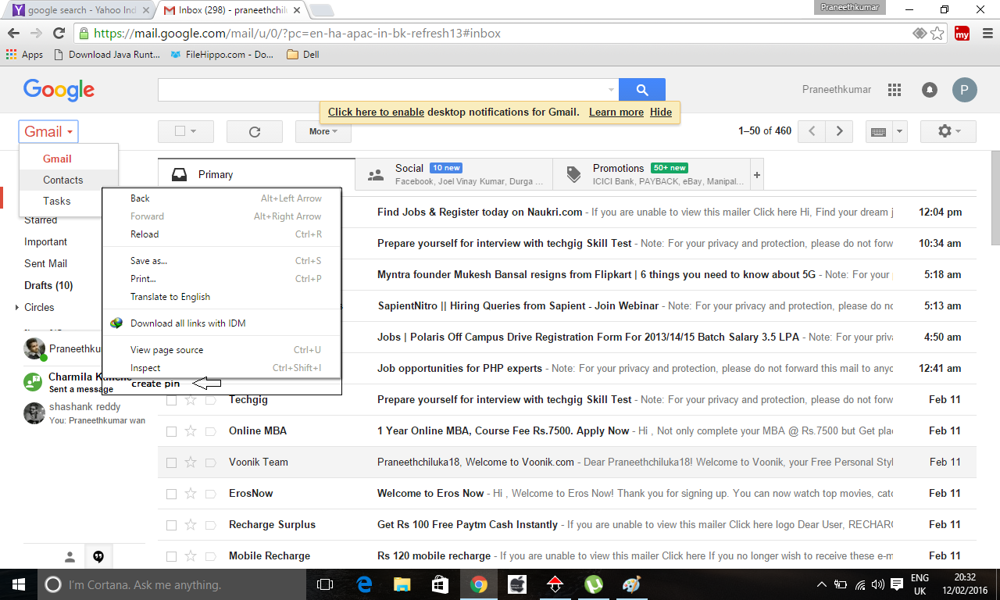 google search - Yahoo Ind
Inbox (298) - praneethchil
Praneethkumar
https://mail.google.com/mail/u/0/?pc=en-ha-apac-in-bk-refresh13#inbox
my
Apps
Download Java Runt...
FileHippo.com - Do...
Dell
Google
Praneethkumar
P
Click here to enable desktop notifications for Gmail. Learn more Hide
Gmail
More
1–50 of 460
Gmail
Contacts
Tasks
Starred
Important
Sent Mail
Drafts (10)
Circles
Primary
Social 10 new
Facebook, Joel Vinay Kumar, Durga ...
Promotions 50+ new
ICICI Bank, PAYBACK, eBay, Manipal...
+
Back Alt+Left Arrow
Forward Alt+Right Arrow
Reload Ctrl+R
Save as... Ctrl+S
Print... Ctrl+P
Translate to English
Download all links with IDM
View page source Ctrl+U
Inspect Ctrl+Shift+I
create pin
Praneethku
Charmila
Sent a message
shashank reddy
You: Praneethkumar wan
Find Jobs & Register today on Naukri.com - If you are unable to view this mailer Click here Hi, Find your dream j 12:04 pm
Prepare yourself for interview with techgig Skill Test - Note: For your privacy and protection, please do not forw 10:34 am
Myntra founder Mukesh Bansal resigns from Flipkart | 6 things you need to know about 5G - Note: For your 5:18 am
SapientNitro || Hiring Queries from Sapient - Join Webinar - Note: For your privacy and protection, please do no 5:13 am
Jobs | Polaris Off Campus Drive Registration Form For 2013/14/15 Batch Salary 3.5 LPA - Note: For your priva 4:50 am
Job opportunities for PHP experts - Note: For your privacy and protection, please do not forward this mail to anyo 12:41 am
Techgig Prepare yourself for interview with techgig Skill Test - Note: For your privacy and protection, please do not forw Feb 11
Online MBA 1 Year Online MBA, Course Fee Rs.7500. Apply Now - Hi , Not only complete your MBA @ Rs.7500 but Get plac Feb 11
Voonik Team Praneethchiluka18, Welcome to Voonik.com - Dear Praneethchiluka18! Welcome to Voonik, your Free Personal Styl Feb 11
ErosNow Welcome to Eros Now - Hi , Welcome to Eros Now! Thank you for signing up. You can now watch top movies, catc Feb 11
Recharge Surplus Get Rs 100 Free Paytm Cash Instantly - If you are unable to view this mailer Click here logo Dear User, RECHARG Feb 11
Mobile Recharge Rs 120 mobile recharge - If you are unable to view this mailer Click here If you no longer wish to receive these e-m Feb 11
I'm Cortana. Ask me anything.
ENG
UK
20:32
12/02/2016